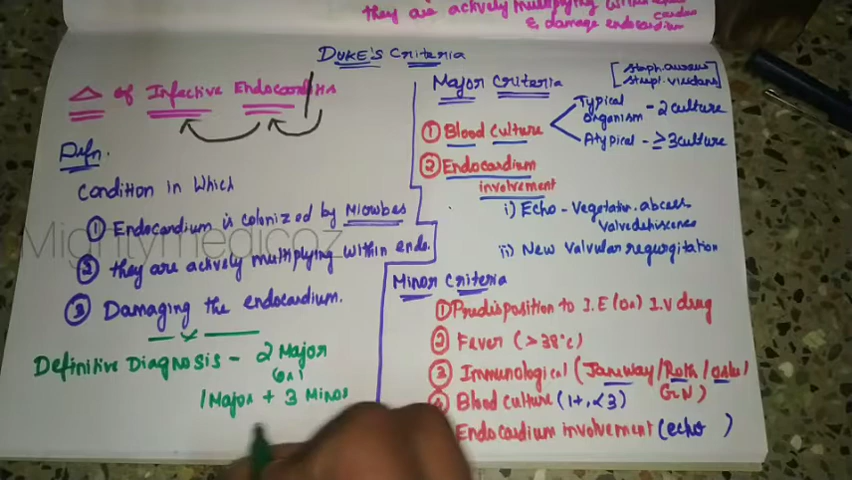 they are actively multiplying within
& damage endocardium
DUKE'S Criteria
Δ of Infective Endocarditis
Defn.
Condition in Which
① Endocardium is colonized by Microbes
② they are actively multiplying within endo.
③ Damaging the endocardium.
Definitive Diagnosis - 2 Major
(or)
1 Major + 3 Minor
Major Criteria
[Staph.aureus
Strept.viridans]
① Blood culture
Typical organism - 2 culture
Atypical - ≥3 culture
② Endocardium
involvement
i) Echo - Vegetation, abcess
Valve dehiscence
ii) New Valvular regurgitation
Minor Criteria
① Predisposition to I.E (or) I.V drug
② Fever (>38°C)
③ Immunological (Janeway/Roth/osler/
GN)
Blood culture (1+, <3)
Endocardium involvement (echo )
Mightymedicoz